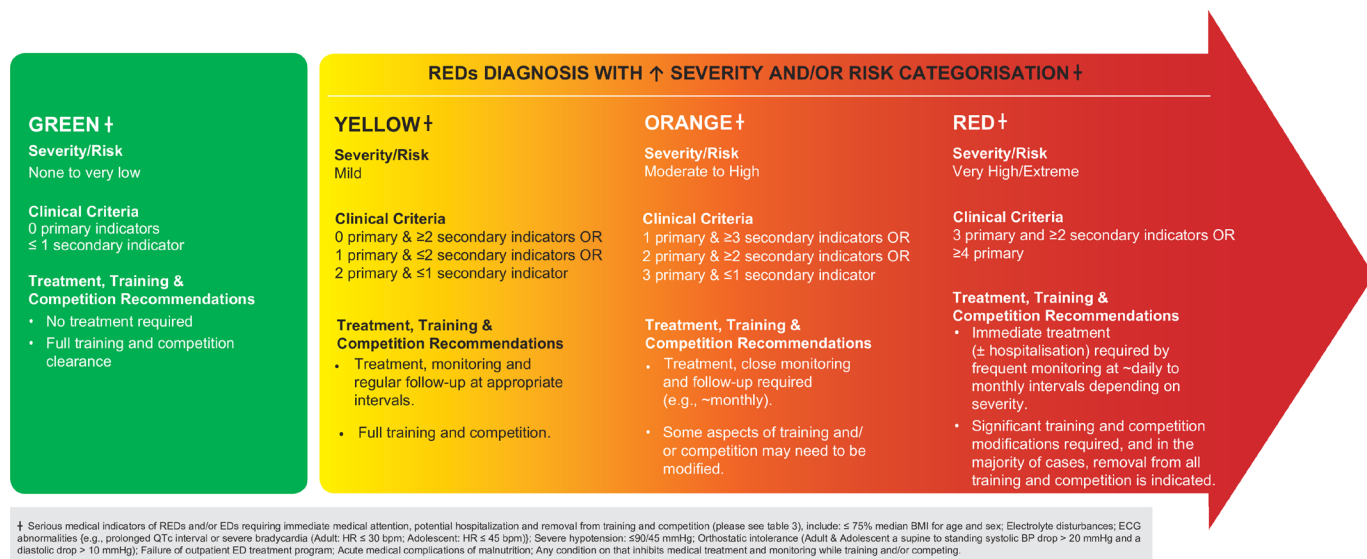 REDs DIAGNOSIS WITH ↑ SEVERITY AND/OR RISK CATEGORISATION ⸸
GREEN ⸸
Severity/Risk
None to very low
Clinical Criteria
0 primary indicators
≤ 1 secondary indicator
Treatment, Training &
Competition Recommendations
• No treatment required
• Full training and competition
clearance
YELLOW ⸸
Severity/Risk
Mild
Clinical Criteria
0 primary & ≥2 secondary indicators OR
1 primary & ≤2 secondary indicators OR
2 primary & ≤1 secondary indicator
Treatment, Training &
Competition Recommendations
• Treatment, monitoring and
regular follow-up at appropriate
intervals.
• Full training and competition.
ORANGE ⸸
Severity/Risk
Moderate to High
Clinical Criteria
1 primary & ≥3 secondary indicators OR
2 primary & ≥2 secondary indicators OR
3 primary & ≤1 secondary indicator
Treatment, Training &
Competition Recommendations
• Treatment, close monitoring
and follow-up required
(e.g., ~monthly).
• Some aspects of training and/
or competition may need to be
modified.
RED ⸸
Severity/Risk
Very High/Extreme
Clinical Criteria
3 primary and ≥2 secondary indicators OR
≥4 primary
Treatment, Training &
Competition Recommendations
• Immediate treatment
(± hospitalisation) required by
frequent monitoring at ~daily to
monthly intervals depending on
severity.
• Significant training and competition
modifications required, and in the
majority of cases, removal from all
training and competition is indicated.
⸸ Serious medical indicators of REDs and/or EDs requiring immediate medical attention, potential hospitalization and removal from training and competition (please see table 3), include: ≤ 75% median BMI for age and sex; Electrolyte disturbances; ECG
abnormalities {e.g., prolonged QTc interval or severe bradycardia (Adult: HR ≤ 30 bpm; Adolescent: HR ≤ 45 bpm)}; Severe hypotension: ≤90/45 mmHg; Orthostatic intolerance (Adult & Adolescent a supine to standing systolic BP drop > 20 mmHg and a
diastolic drop > 10 mmHg); Failure of outpatient ED treatment program; Acute medical complications of malnutrition; Any condition on that inhibits medical treatment and monitoring while training and/or competing.